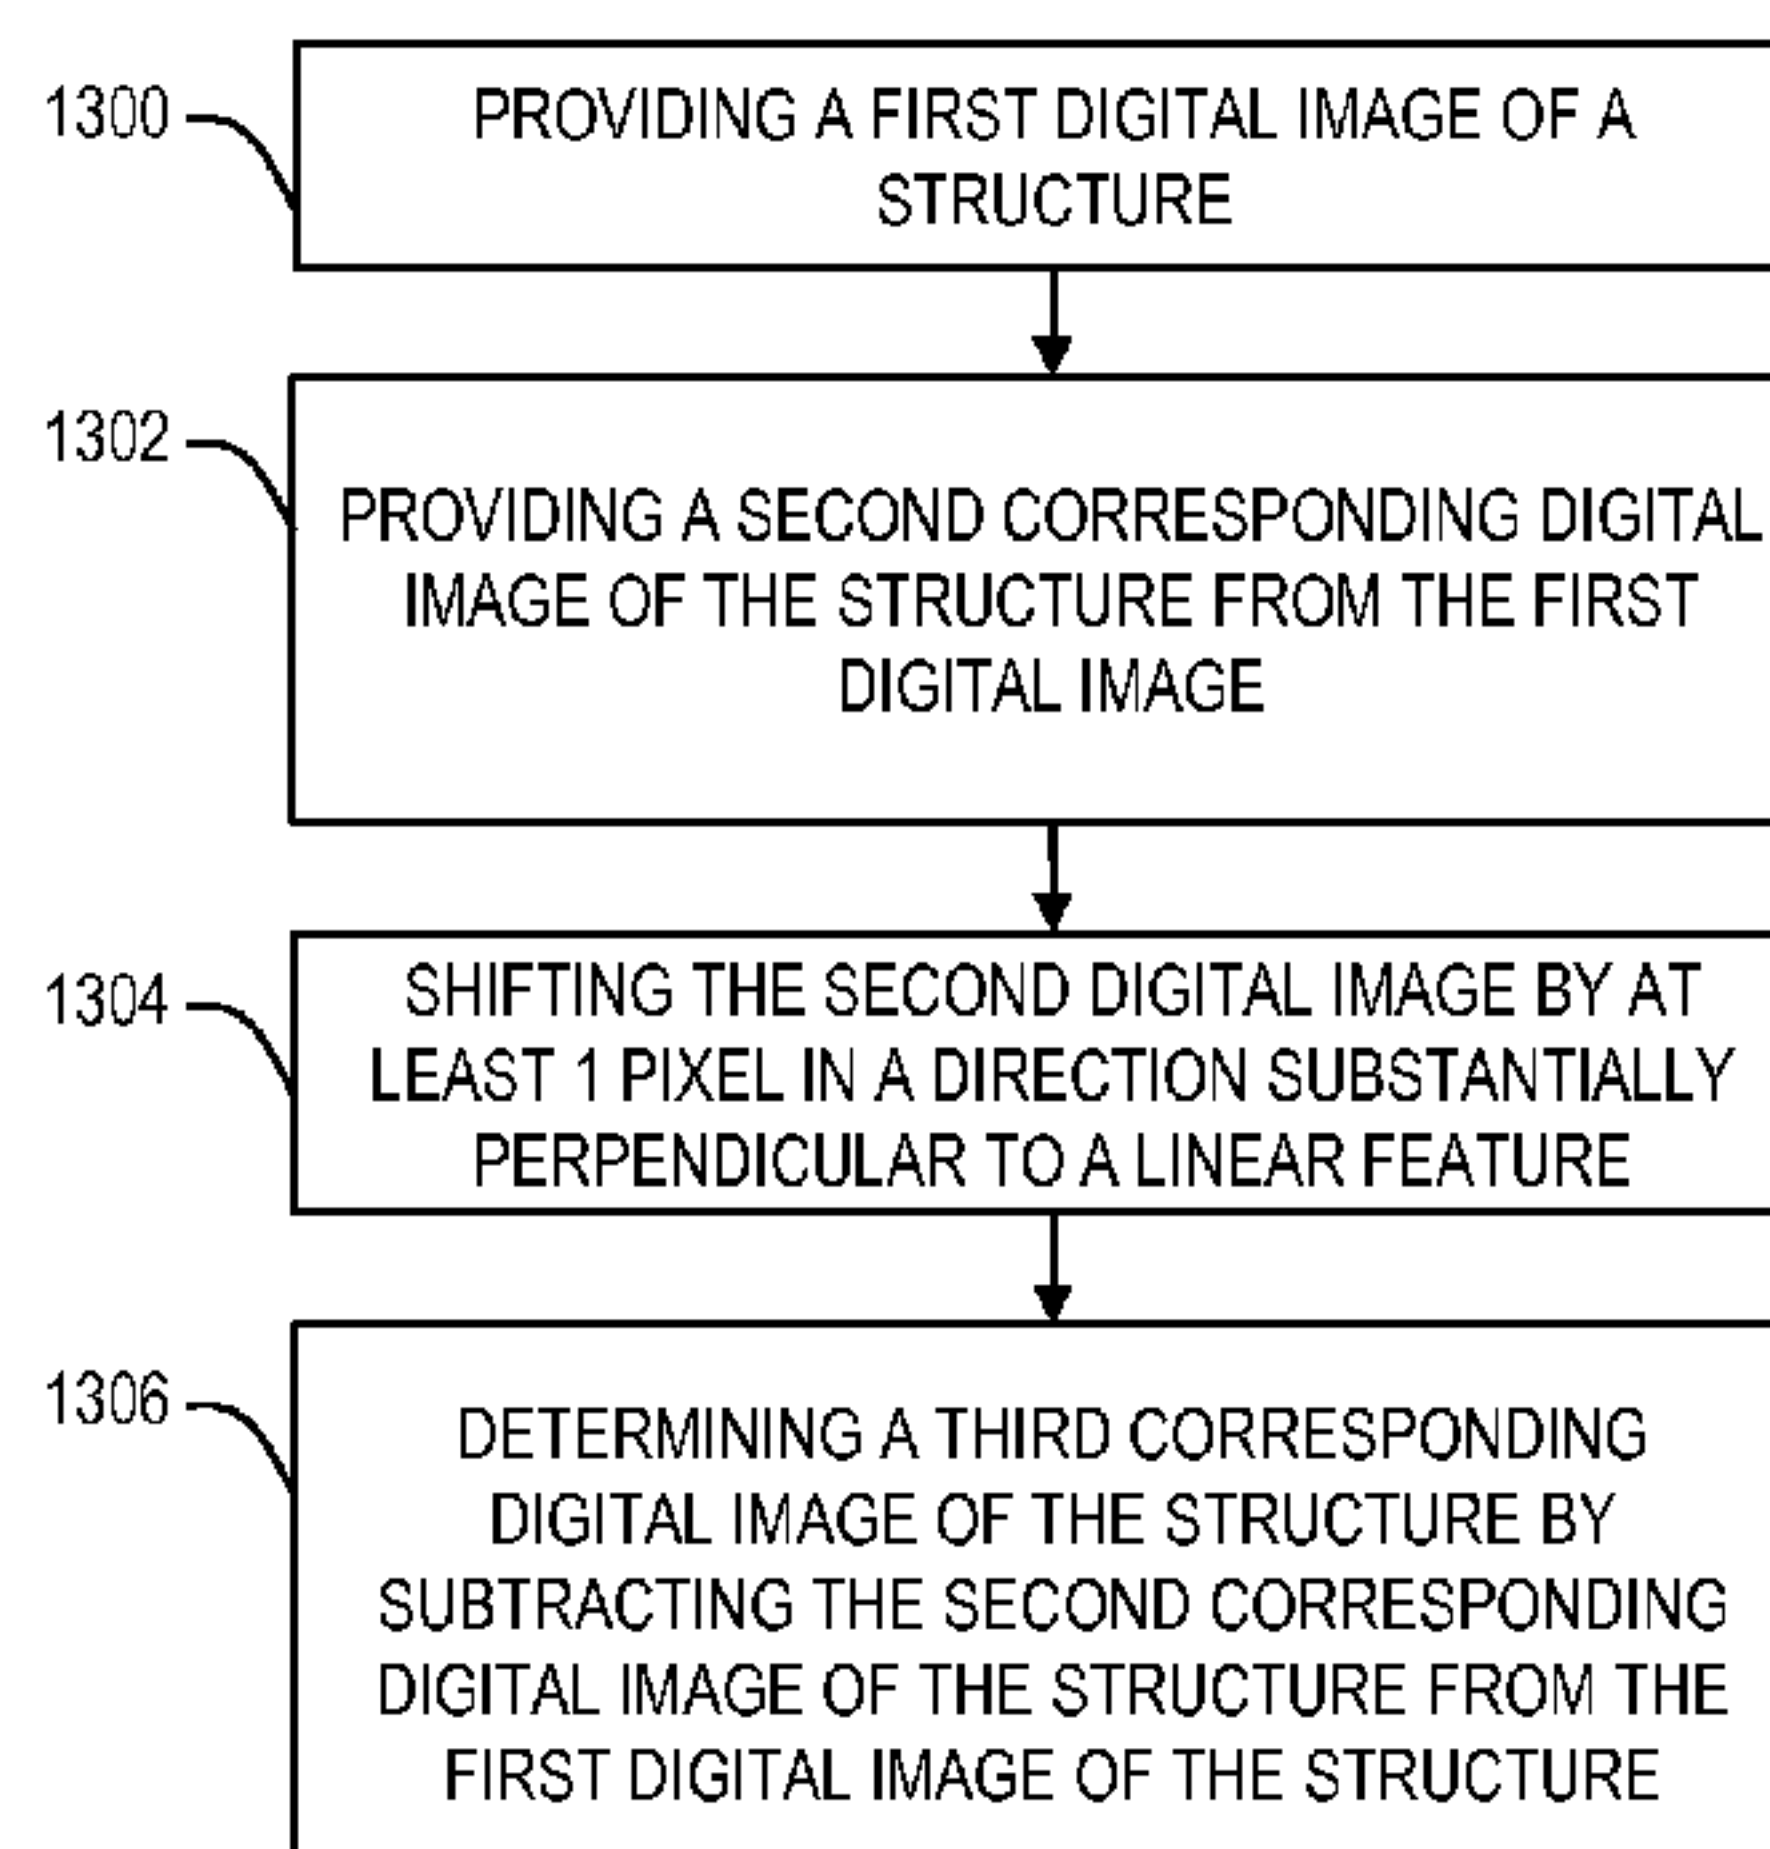 1300
PROVIDING A FIRST DIGITAL IMAGE OF A
STRUCTURE
1302
PROVIDING A SECOND CORRESPONDING DIGITAL
IMAGE OF THE STRUCTURE FROM THE FIRST
DIGITAL IMAGE
1304
SHIFTING THE SECOND DIGITAL IMAGE BY AT
LEAST 1 PIXEL IN A DIRECTION SUBSTANTIALLY
PERPENDICULAR TO A LINEAR FEATURE
1306
DETERMINING A THIRD CORRESPONDING
DIGITAL IMAGE OF THE STRUCTURE BY
SUBTRACTING THE SECOND CORRESPONDING
DIGITAL IMAGE OF THE STRUCTURE FROM THE
FIRST DIGITAL IMAGE OF THE STRUCTURE